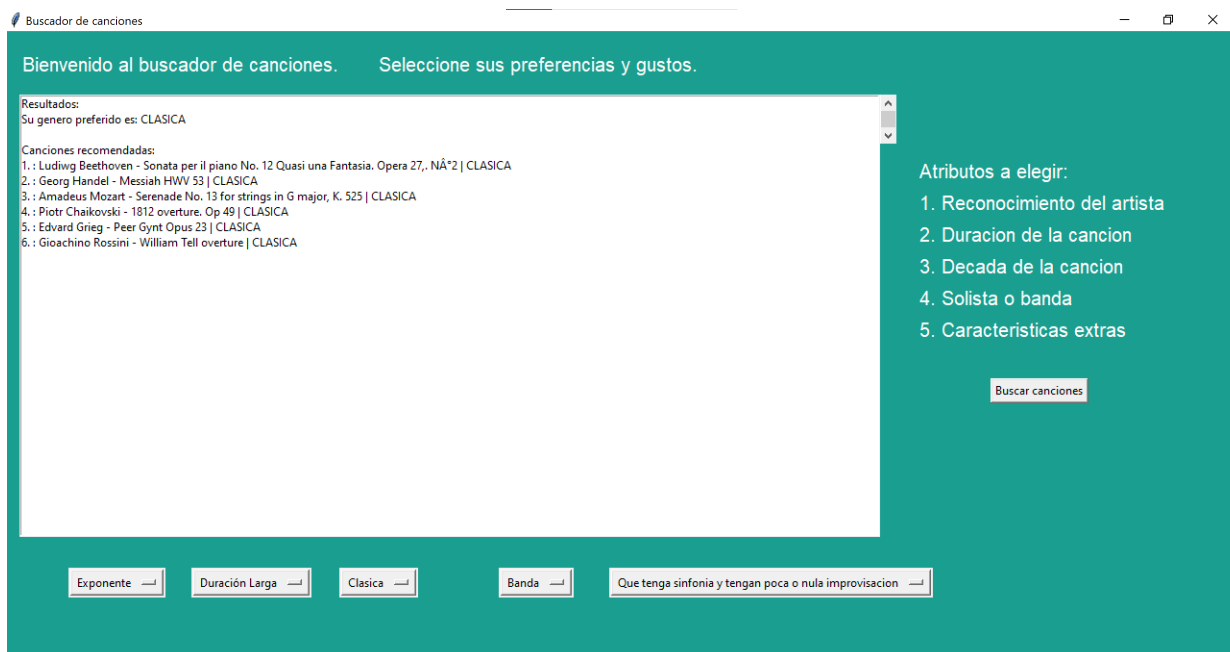 Buscador de canciones
Bienvenido al buscador de canciones. Seleccione sus preferencias y gustos.
Resultados:
Su genero preferido es: CLASICA
Canciones recomendadas:
1. : Ludiwg Beethoven - Sonata per il piano No. 12 Quasi una Fantasia. Opera 27,. NÂ°2 | CLASICA
2. : Georg Handel - Messiah HWV 53 | CLASICA
3. : Amadeus Mozart - Serenade No. 13 for strings in G major, K. 525 | CLASICA
4. : Piotr Chaikovski - 1812 overture. Op 49 | CLASICA
5. : Edvard Grieg - Peer Gynt Opus 23 | CLASICA
6. : Gioachino Rossini - William Tell overture | CLASICA
Atributos a elegir:
1. Reconocimiento del artista
2. Duracion de la cancion
3. Decada de la cancion
4. Solista o banda
5. Caracteristicas extras
Buscar canciones
Exponente Duración Larga Clasica Banda Que tenga sinfonia y tengan poca o nula improvisacion